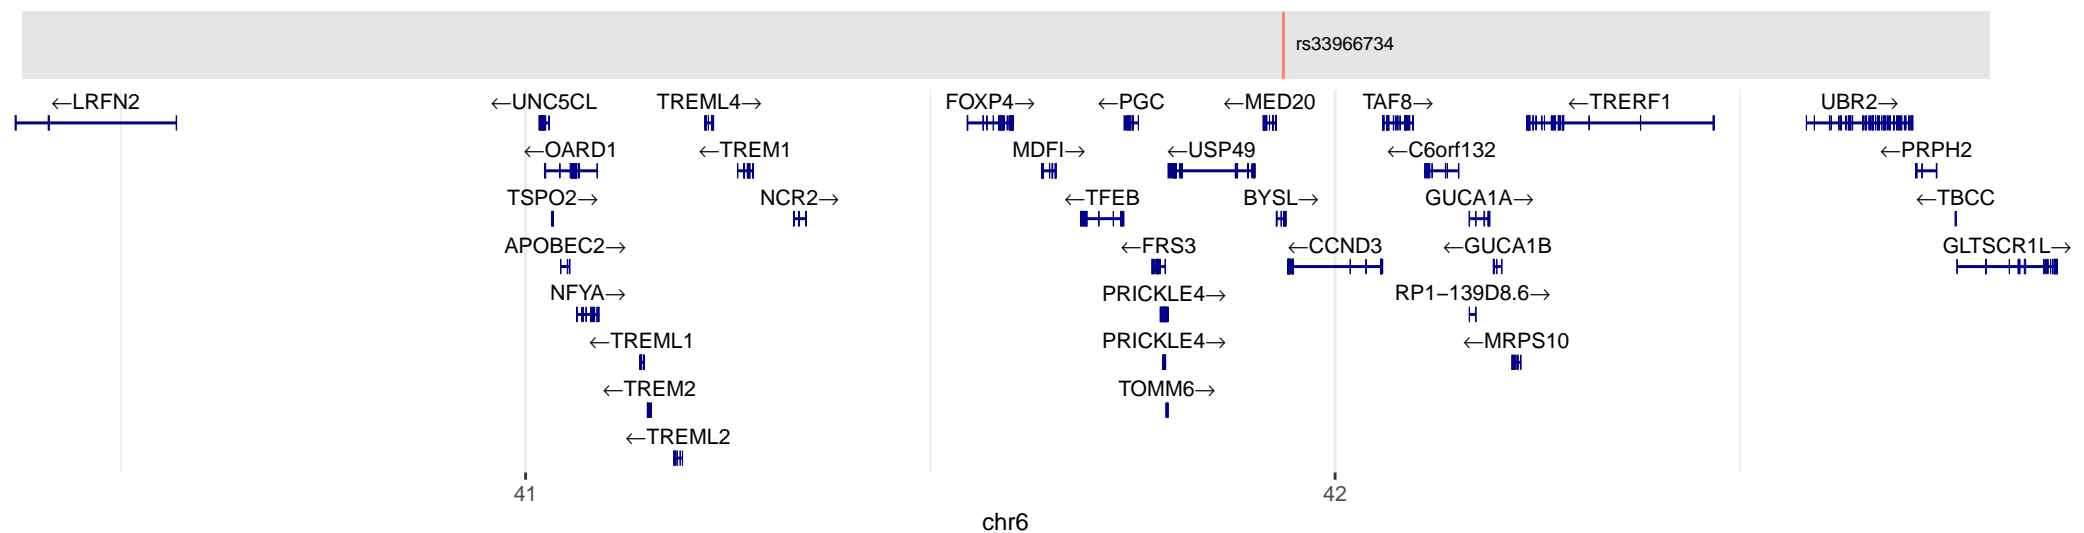 rs33966734
←LRFN2 ←UNC5CL TREML4→ FOXP4→ ←PGC ←MED20 TAF8→ ←TRERF1 UBR2→
←OARD1 ←TREM1 MDFI→ ←USP49 ←C6orf132 ←PRPH2
TSPO2→ NCR2→ ←TFEB BYSL→ GUCA1A→ ←TBCC
APOBEC2→ ←FRS3 ←CCND3 ←GUCA1B GLTSCR1L→
NFYA→ PRICKLE4→ RP1−139D8.6→
←TREML1 PRICKLE4→ ←MRPS10
←TREM2 TOMM6→
←TREML2
41 42
chr6